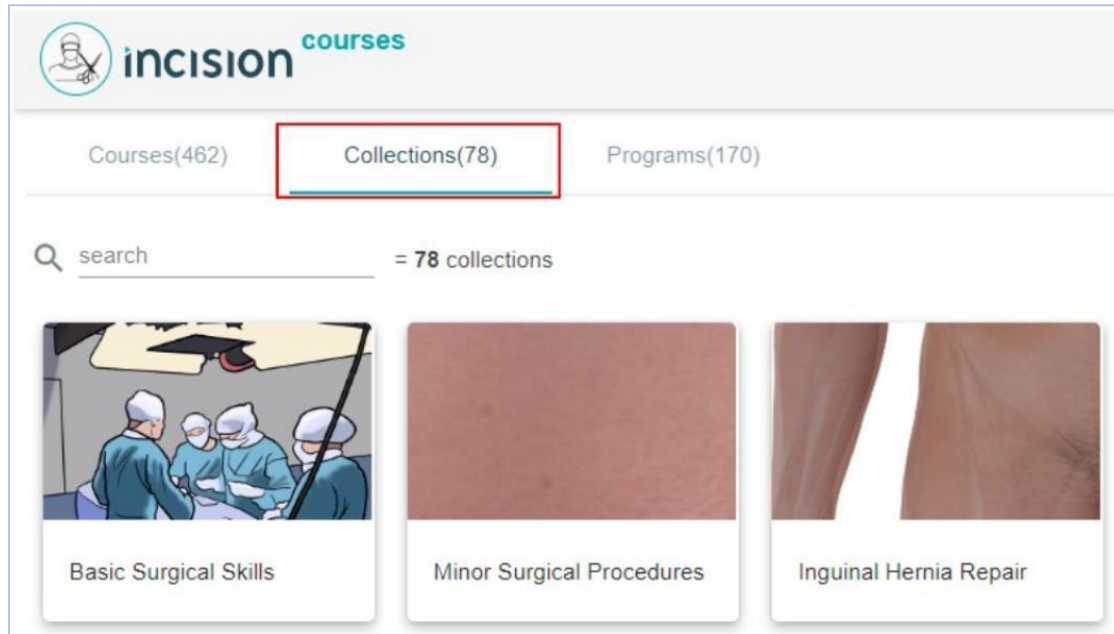 incision courses
Courses(462) Collections(78) Programs(170)
search = 78 collections
Basic Surgical Skills Minor Surgical Procedures Inguinal Hernia Repair